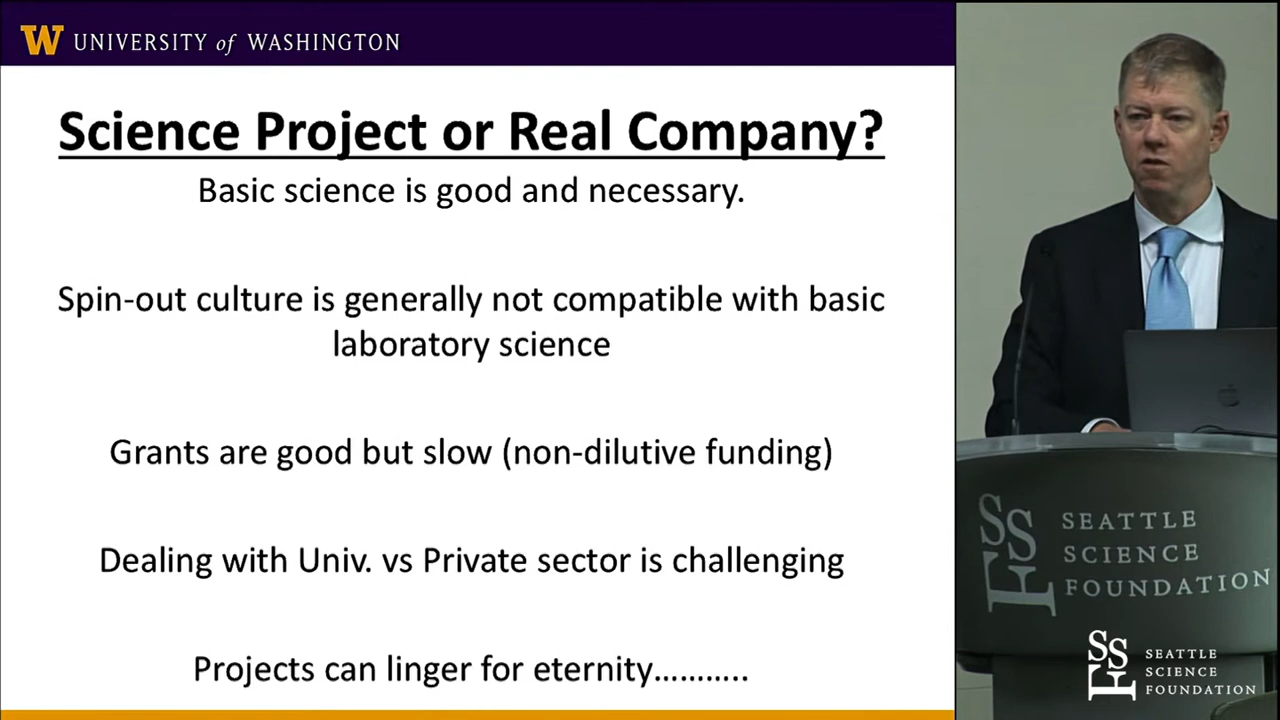 W UNIVERSITY of WASHINGTON
Science Project or Real Company?
Basic science is good and necessary.
Spin-out culture is generally not compatible with basic
laboratory science
Grants are good but slow (non-dilutive funding)
Dealing with Univ. vs Private sector is challenging
Projects can linger for eternity………..
SSF
SEATTLE
SCIENCE
FOUNDATION
SSF
SEATTLE
SCIENCE
FOUNDATION